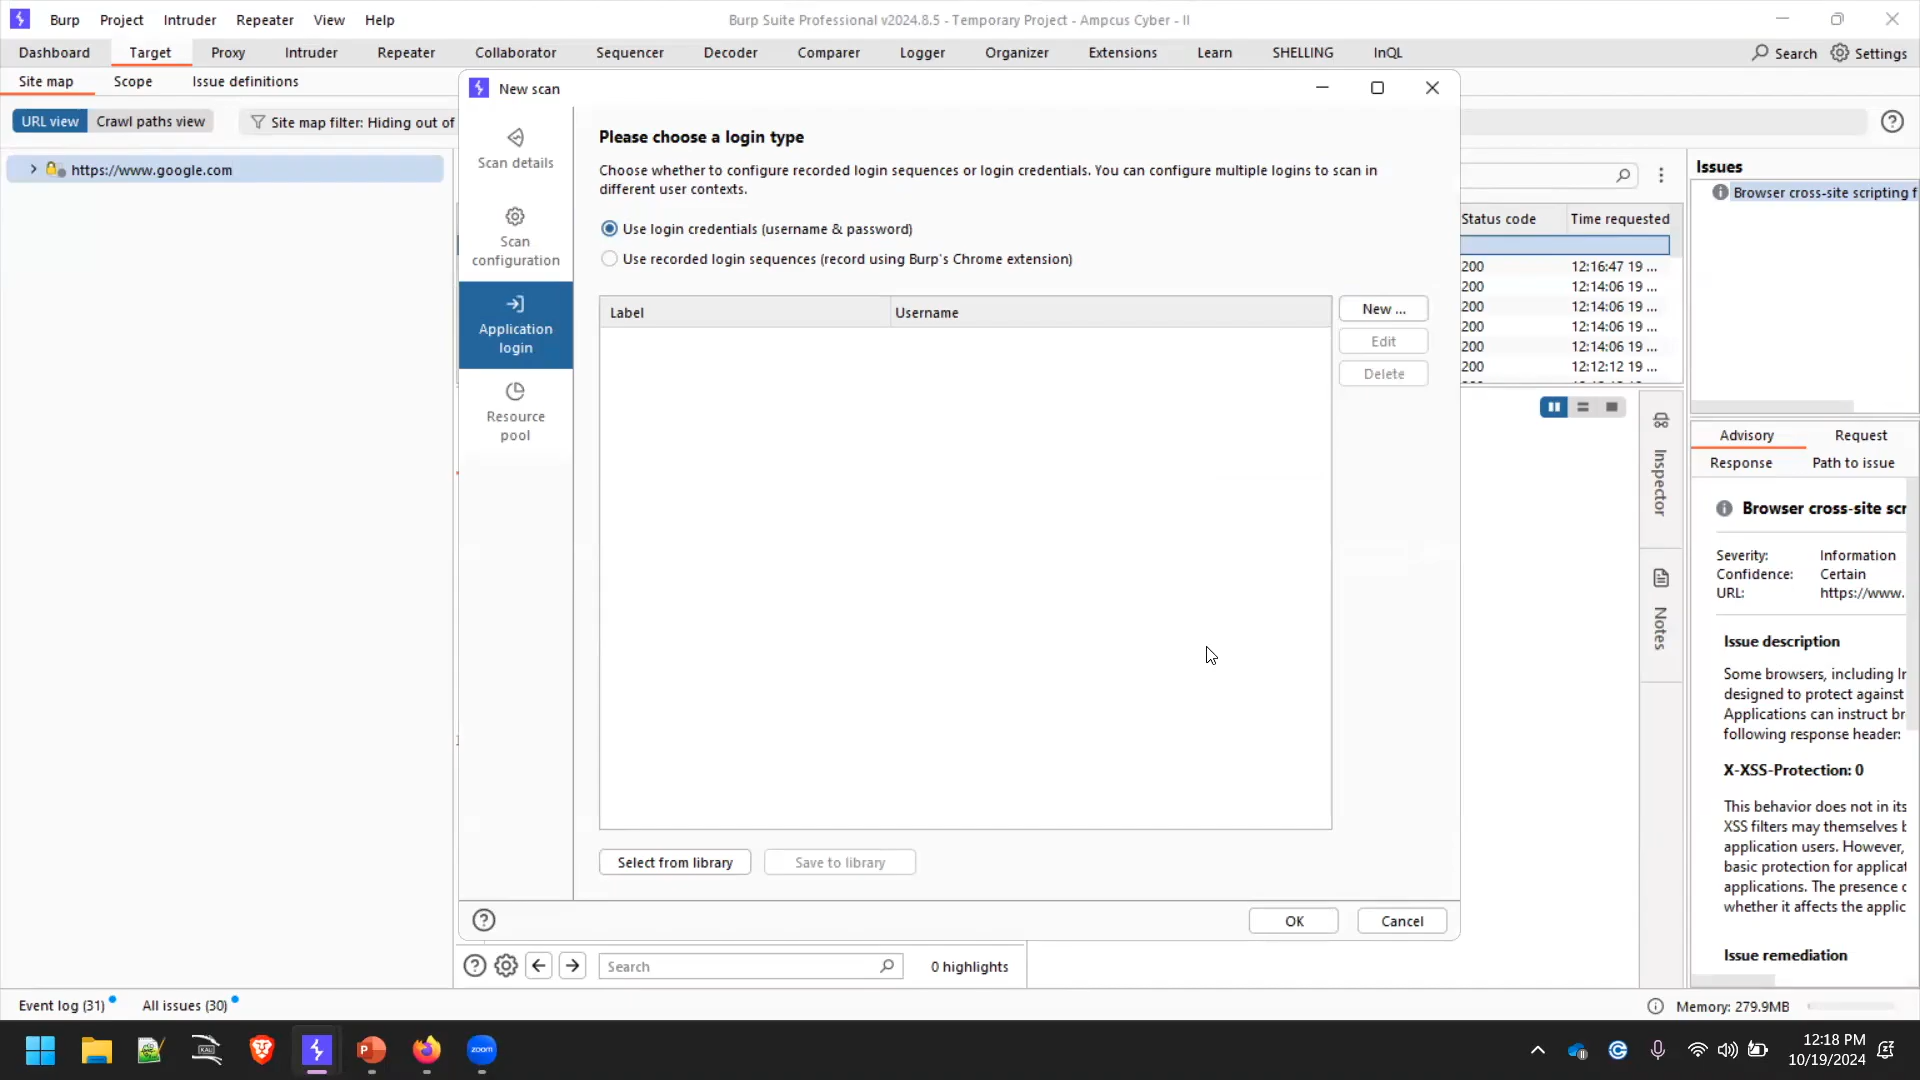 Burp Project Intruder Repeater View Help
Burp Suite Professional v2024.8.5 - Temporary Project - Ampcus Cyber - II
Dashboard Target Proxy Intruder Repeater Collaborator Sequencer Decoder Comparer Logger Organizer Extensions Learn SHELLING InQL
Search Settings
Site map Scope Issue definitions
URL view Crawl paths view Site map filter: Hiding out of
https://www.google.com
New scan
Scan details
Scan
configuration
Application
login
Resource
pool
Please choose a login type
Choose whether to configure recorded login sequences or login credentials. You can configure multiple logins to scan in
different user contexts.
Use login credentials (username & password)
Use recorded login sequences (record using Burp's Chrome extension)
Label Username
New ...
Edit
Delete
Select from library Save to library
OK Cancel
Status code Time requested
200 12:16:47 19 ...
200 12:14:06 19 ...
200 12:14:06 19 ...
200 12:14:06 19 ...
200 12:14:06 19 ...
200 12:12:12 19 ...
Inspector
Notes
Issues
Browser cross-site scripting f
Advisory Request
Response Path to issue
Browser cross-site scr
Severity: Information
Confidence: Certain
URL: https://www.
Issue description
Some browsers, including In
designed to protect against
Applications can instruct br
following response header:
X-XSS-Protection: 0
This behavior does not in its
XSS filters may themselves b
application users. However,
basic protection for applicat
applications. The presence o
whether it affects the applic
Issue remediation
Search 0 highlights
Event log (31) All issues (30)
Memory: 279.9MB
KALI
zoom
12:18 PM
10/19/2024